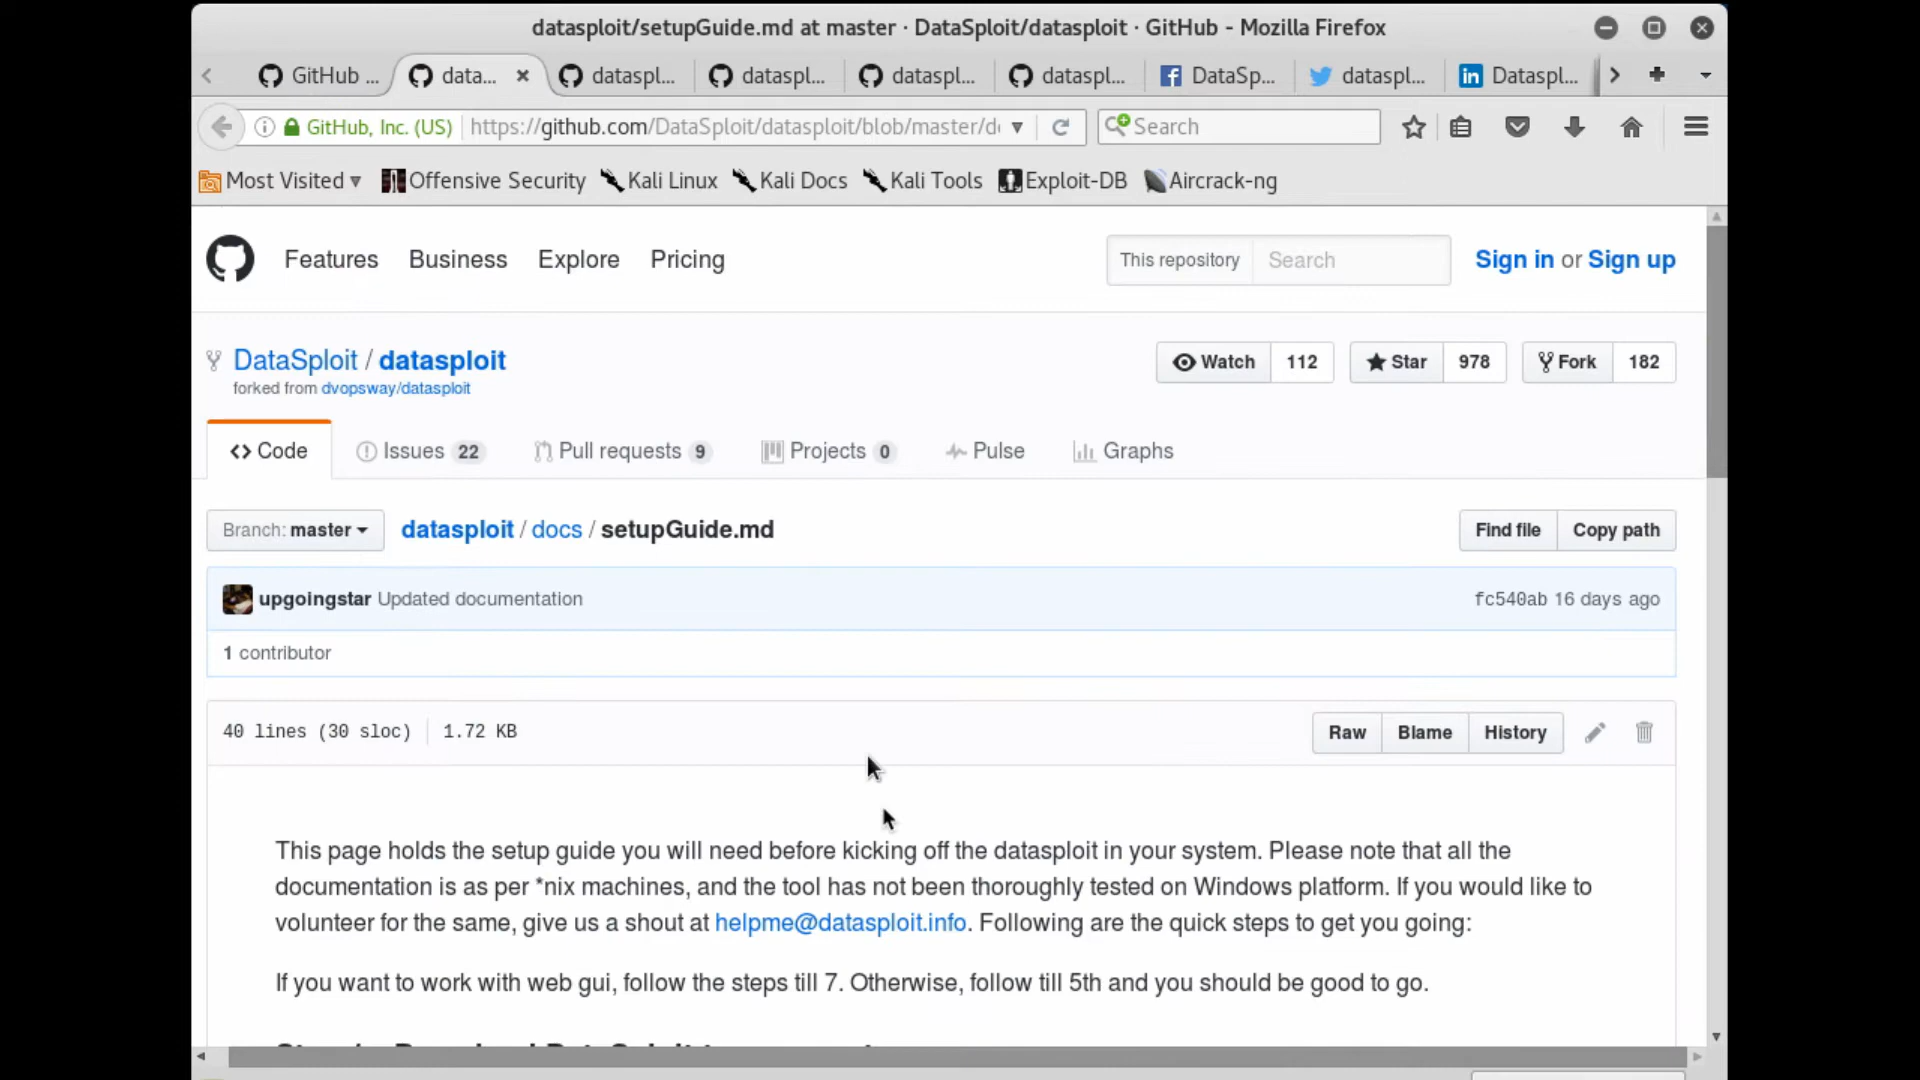 datasploit/setupGuide.md at master · DataSploit/datasploit · GitHub - Mozilla Firefox
GitHub ... data... dataspl... dataspl... dataspl... dataspl... DataSp... dataspl... Dataspl...
GitHub, Inc. (US) https://github.com/DataSploit/datasploit/blob/master/d Search
Most Visited Offensive Security Kali Linux Kali Docs Kali Tools Exploit-DB Aircrack-ng
Features Business Explore Pricing This repository Search Sign in or Sign up
DataSploit / datasploit Watch 112 Star 978 Fork 182
forked from dvopsway/datasploit
Code Issues 22 Pull requests 9 Projects 0 Pulse Graphs
Branch: master datasploit / docs / setupGuide.md Find file Copy path
upgoingstar Updated documentation fc540ab 16 days ago
1 contributor
40 lines (30 sloc) 1.72 KB Raw Blame History
This page holds the setup guide you will need before kicking off the datasploit in your system. Please note that all the
documentation is as per *nix machines, and the tool has not been thoroughly tested on Windows platform. If you would like to
volunteer for the same, give us a shout at helpme@datasploit.info. Following are the quick steps to get you going:
If you want to work with web gui, follow the steps till 7. Otherwise, follow till 5th and you should be good to go.